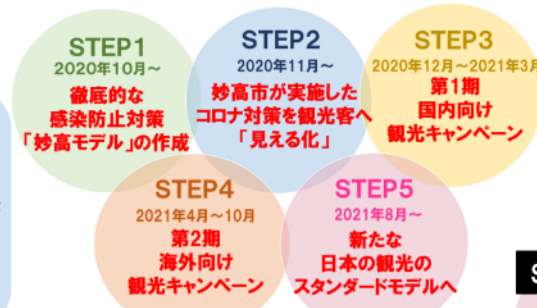 STEP1
2020年10月～
徹底的な
感染防止対策
「妙高モデル」の作成
STEP2
2020年11月～
妙高市が実施した
コロナ対策を観光客へ
「見える化」
STEP3
2020年12月～2021年3月
第1期
国内向け
観光キャンペーン
STEP4
2021年4月～10月
第2期
海外向け
観光キャンペーン
STEP5
2021年8月～
新たな
日本の観光の
スタンダードモデルへ
S